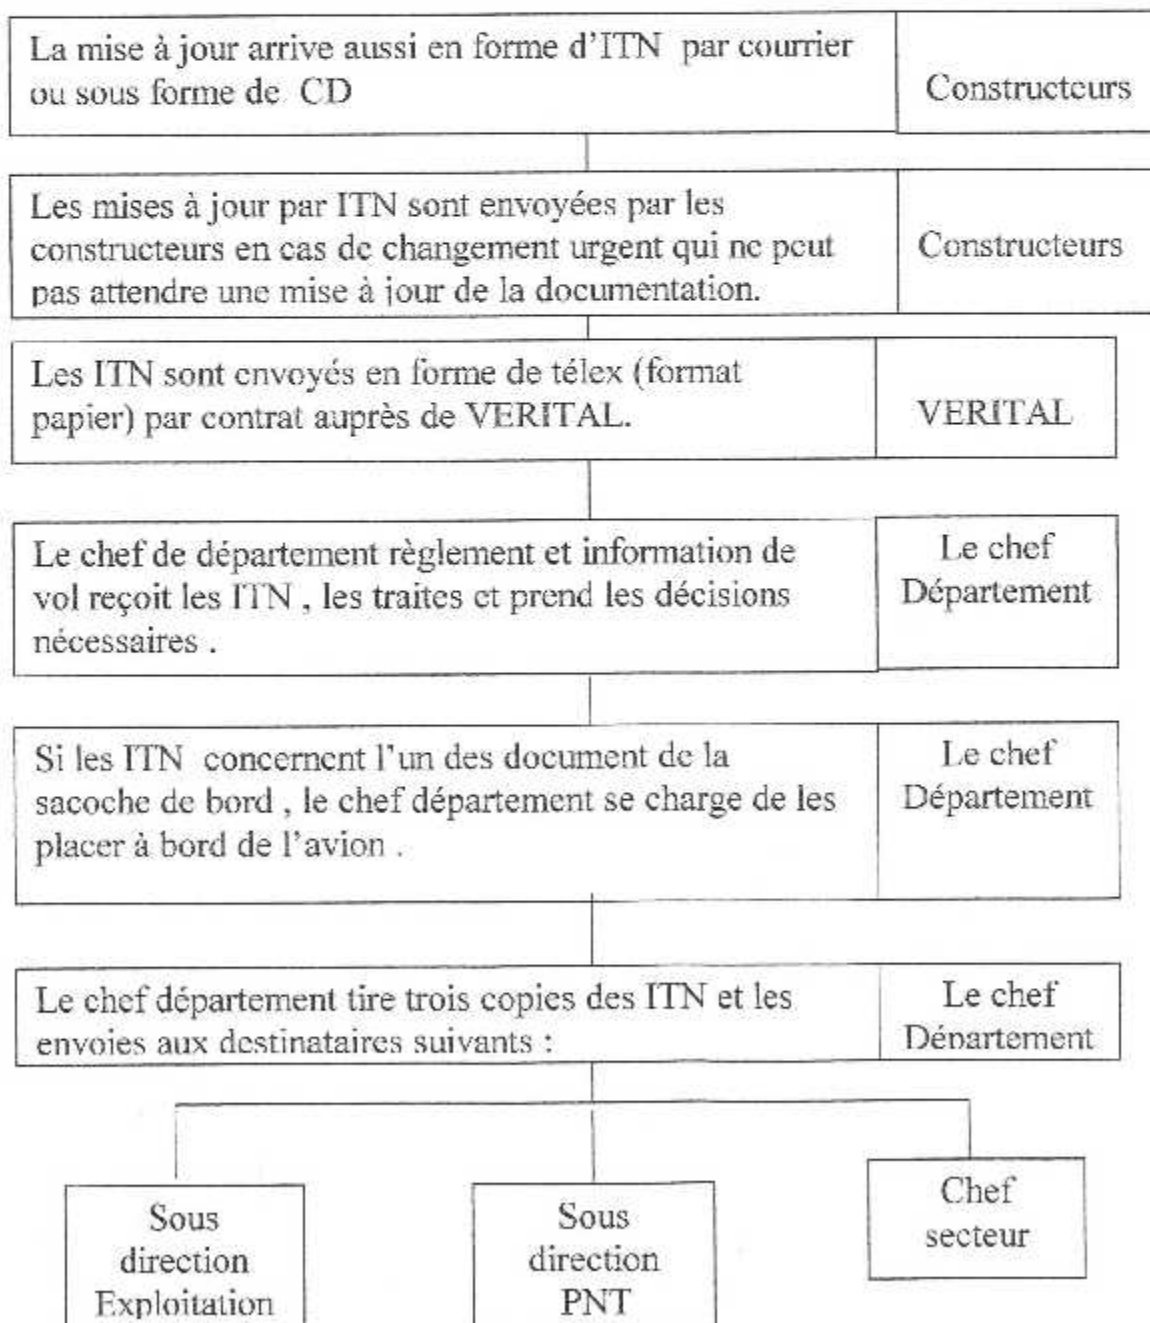 La mise à jour arrive aussi en forme d'ITN par courrier
ou sous forme de CD
Constructeurs
Les mises à jour par ITN sont envoyées par les
constructeurs en cas de changement urgent qui ne peut
pas attendre une mise à jour de la documentation.
Constructeurs
Les ITN sont envoyés en forme de télex (format
papier) par contrat auprès de VERITAL.
VERITAL
Le chef de département règlement et information de
vol reçoit les ITN , les traites et prend les décisions
nécessaires .
Le chef
Département
Si les ITN concernent l'un des document de la
sacoche de bord , le chef département se charge de les
placer à bord de l'avion .
Le chef
Département
Le chef département tire trois copies des ITN et les
envoies aux destinataires suivants :
Le chef
Département
Sous
direction
Exploitation
Sous
direction
PNT
Chef
secteur